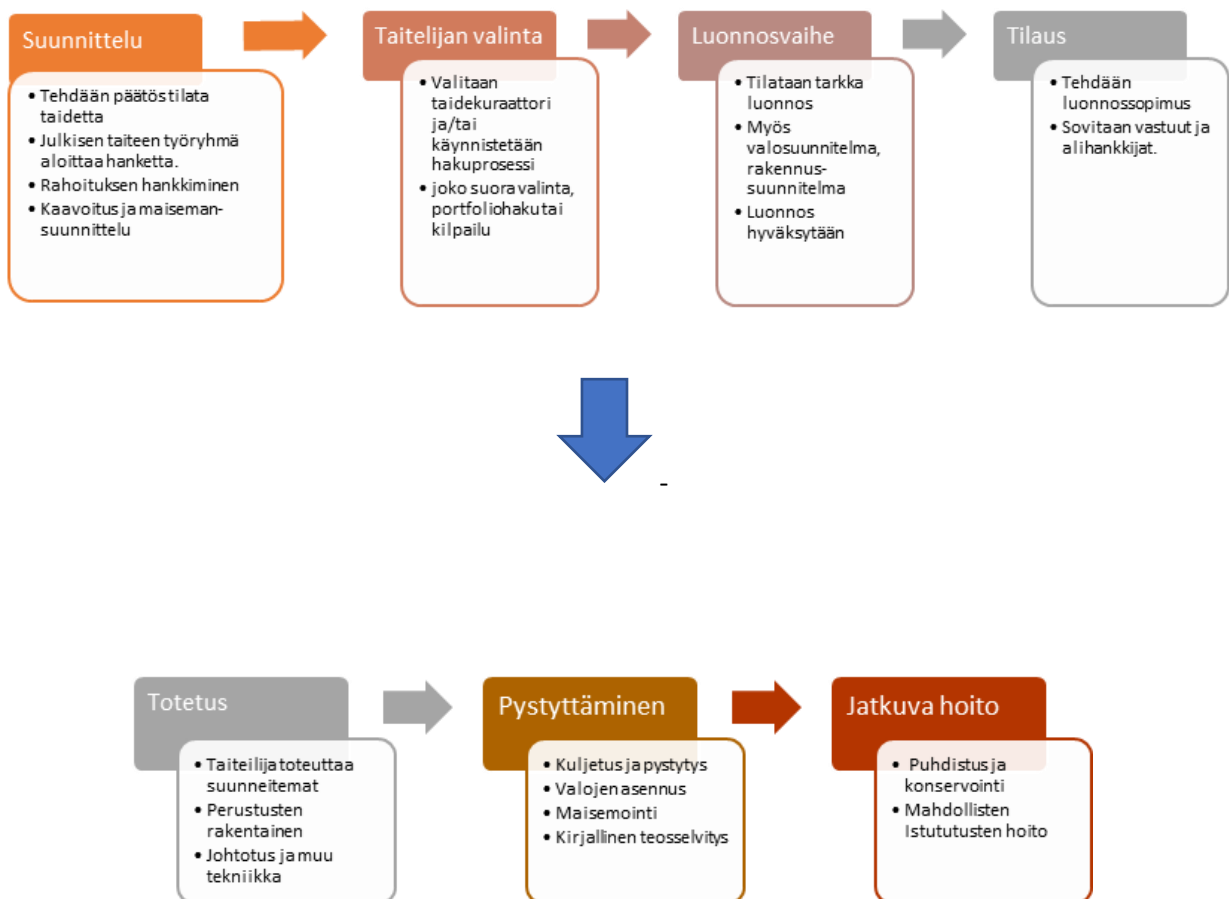 Suunnittelu
• Tehdään päätös tilata
taidetta
• Julkisen taiteen työryhmä
aloittaa hanketta.
• Rahoituksen hankkiminen
• Kaavoitus ja maiseman-
suunnittelu
Taitelijan valinta
• Valitaan
taidekuraattori
ja/tai
käynnistetään
hakuprosessi
• joko suora valinta,
portfoliohaku tai
kilpailu
Luonnosvaihe
• Tilataan tarkka
luonnos
• Myös
valosuunnitelma,
rakennus-
suunnitelma
• Luonnos
hyväksytään
Tilaus
• Tehdään
luonnossopimus
• Sovitaan vastuut ja
alihankkijat.
-
Totetus
• Taiteilija toteuttaa
suunneitemat
• Perustusten
rakentainen
• Johtotus ja muu
tekniikka
Pystyttäminen
• Kuljetus ja pystytys
• Valojen asennus
• Maisemointi
• Kirjallinen teosselvitys
Jatkuva hoito
• Puhdistus ja
konservointi
• Mahdollisten
Istututusten hoito